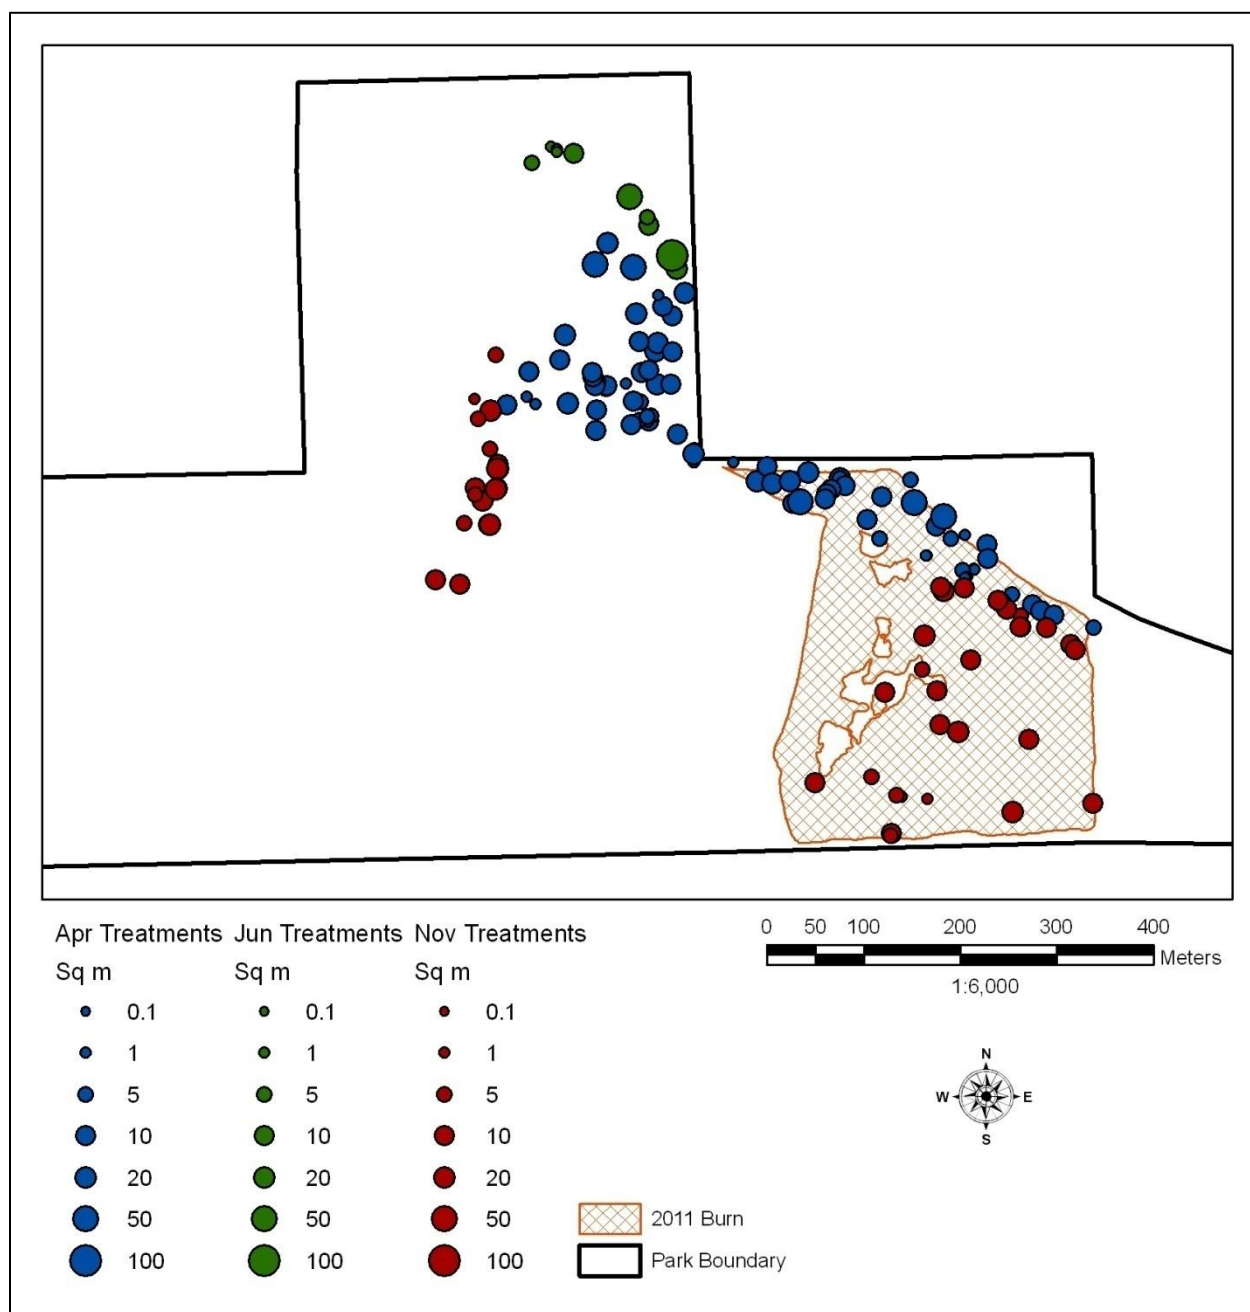 Apr Treatments Jun Treatments Nov Treatments
Sq m Sq m Sq m
0.1 0.1 0.1
1 1 1
5 5 5
10 10 10
20 20 20
50 50 50
100 100 100
2011 Burn
Park Boundary
0 50 100 200 300 400
Meters
1:6,000
N
W E
S